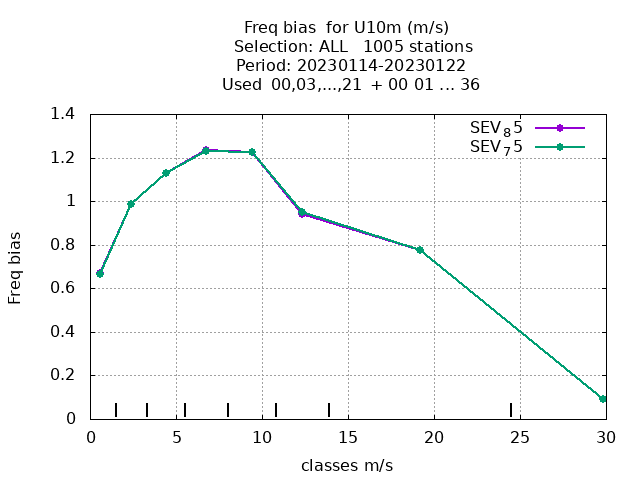 Freq bias  for U10m (m/s)
Selection: ALL   1005 stations
Period: 20230114-20230122
Used  00,03,...,21  + 00 01 ... 36
SEV₈5
SEV₇5
1.4
1.2
1
0.8
0.6
0.4
0.2
0
Freq bias
0 5 10 15 20 25 30
classes m/s